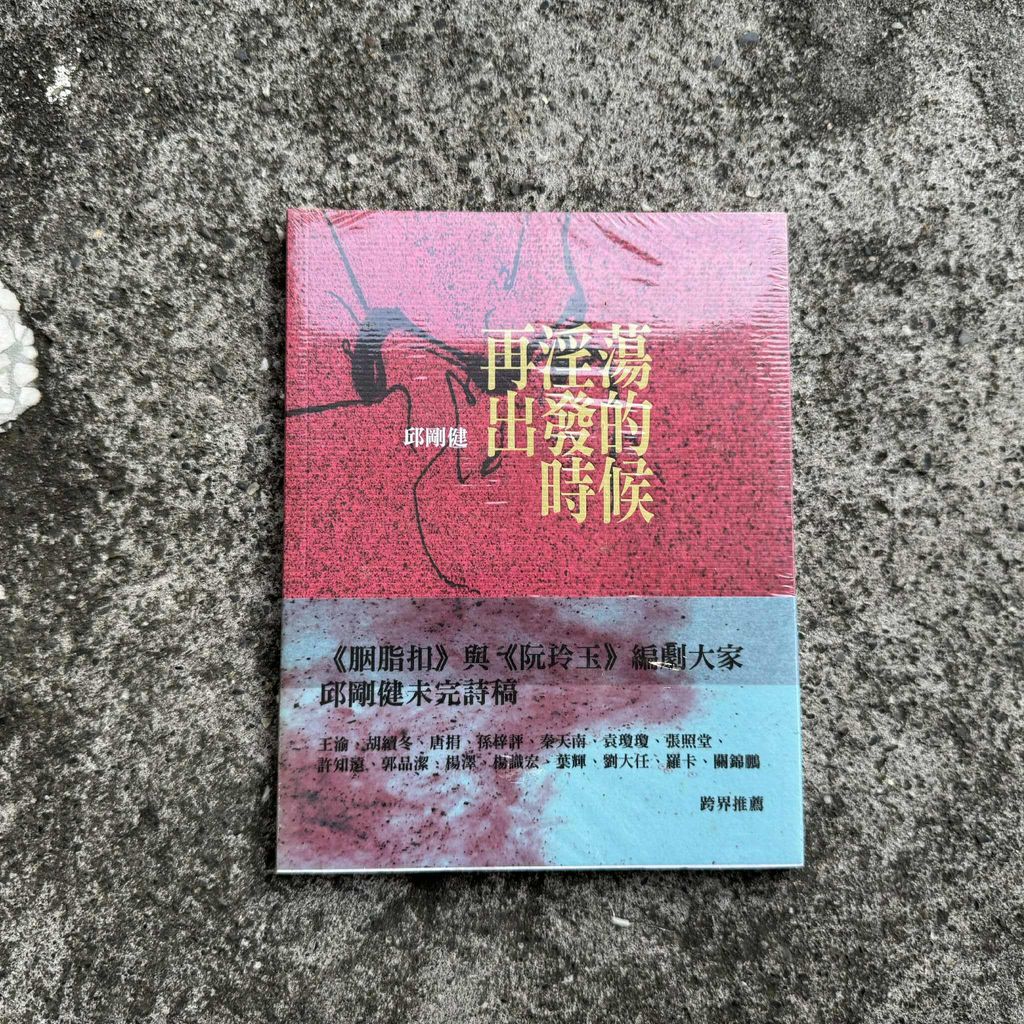 再淫蕩
出發的
時候
邱剛健
《胭脂扣》與《阮玲玉》編劇大家
邱剛健未完詩稿
王渝、胡續冬、唐捐、孫梓評、秦天南、袁瓊瓊、張照堂、
許知遠、郭品潔、楊澤、楊識宏、葉輝、劉大任、羅卡、關錦鵬
跨界推薦